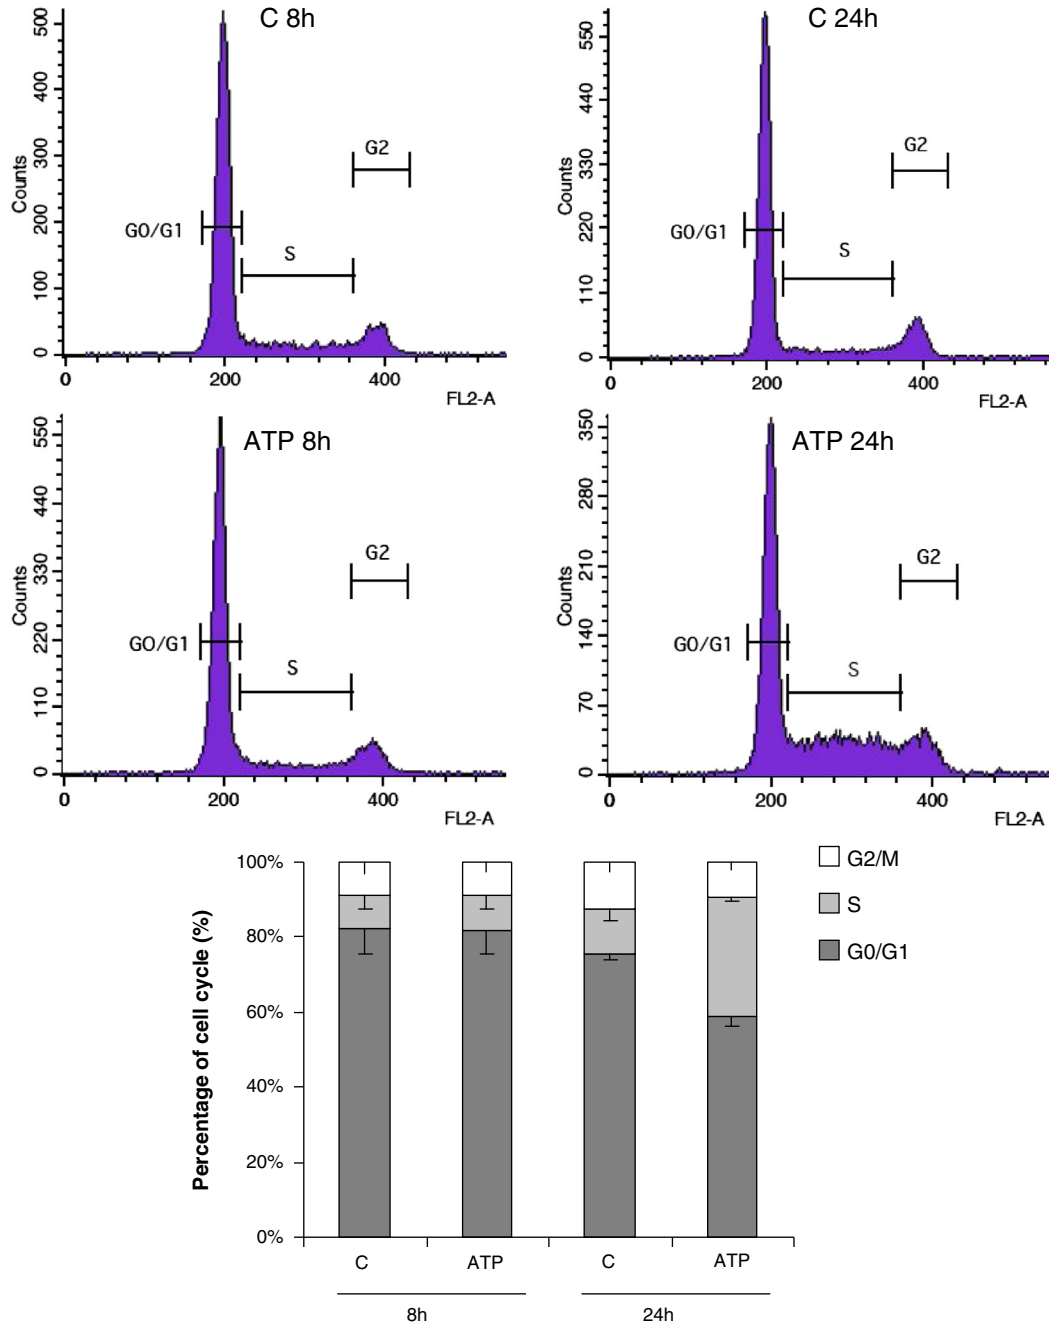 C 8h
500
400
300
200
100
0
Counts
G0/G1
S
G2
0 200 400
FL2-A
C 24h
550
440
330
220
110
0
Counts
G0/G1
S
G2
0 200 400
FL2-A
ATP 8h
550
440
330
220
110
0
Counts
G0/G1
S
G2
0 200 400
FL2-A
ATP 24h
350
280
210
140
70
0
Counts
G0/G1
S
G2
0 200 400
FL2-A
Percentage of cell cycle (%)
100%
80%
60%
40%
20%
0%
C ATP C ATP
8h 24h
G2/M
S
G0/G1